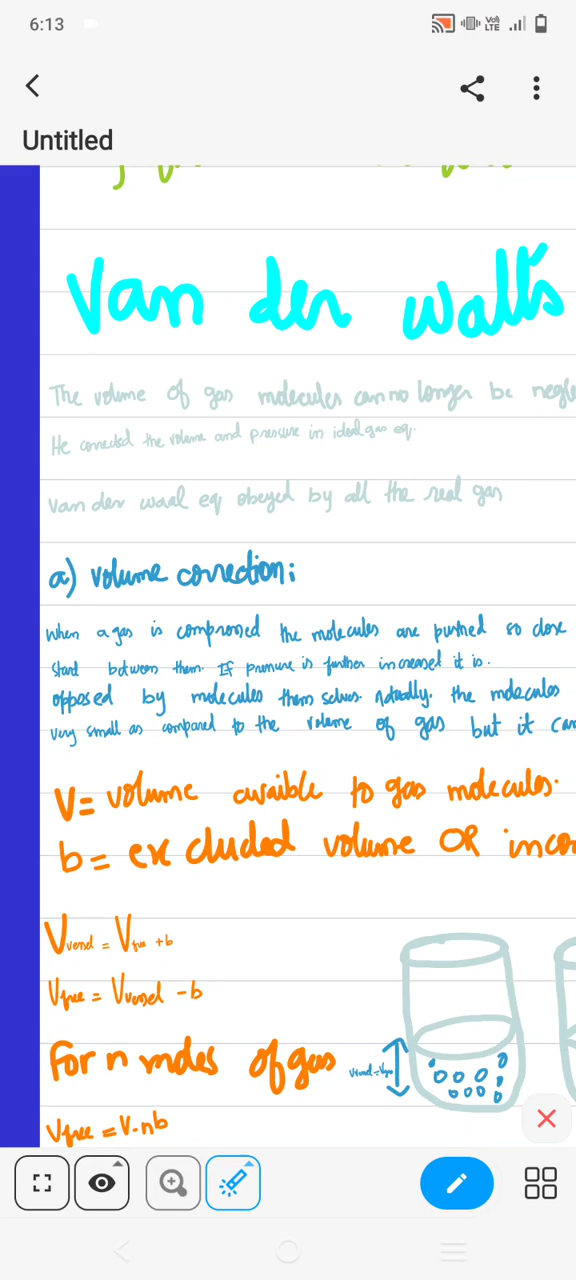 6:13
Vo) LTE
Untitled
Van der wall's
The volume of gas molecules can no longer be negle
He corrected the volume and pressure in ideal gas eq.
Van der waal eq obeyed by all the real gas
a) volume correction:
When a gas is compressed the molecules are pushed so close
start between them. If pressure is further increased it is.
opposed by molecules them selves. Actually. the molecules
very small as compared to the volume of gas but it can
V= volume avaible to gas molecules.
b= excluded volume OR incom
Vvessel = Vfree + b
Vfree = Vvessel - b
For n moles of gas
Vfree = V-nb